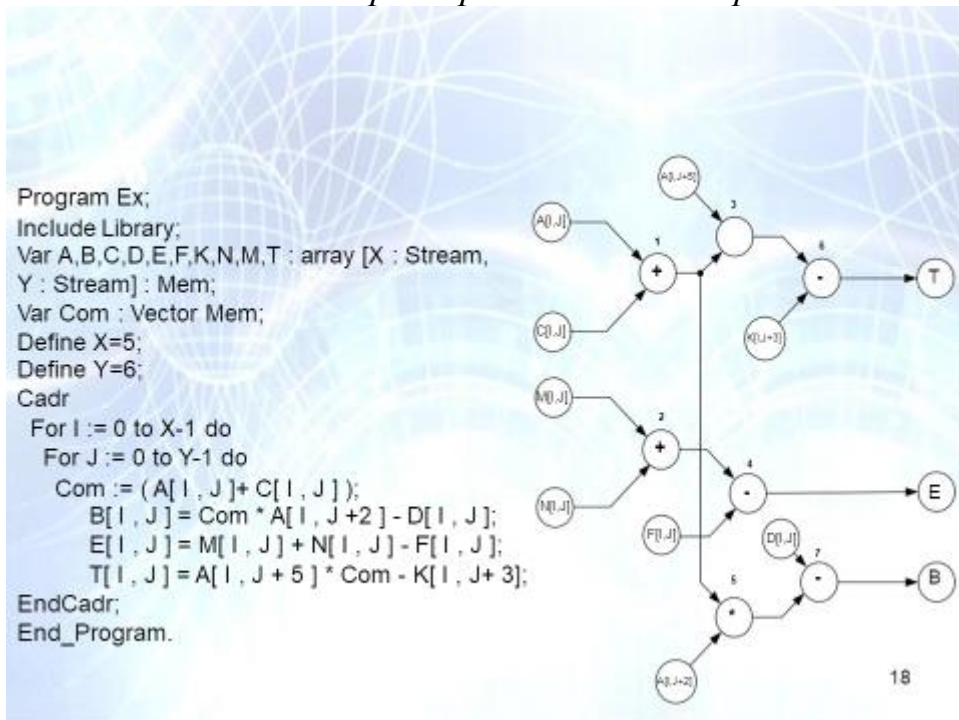 Program Ex;
Include Library;
Var A,B,C,D,E,F,K,N,M,T : array [X : Stream,
Y : Stream] : Mem;
Var Com : Vector Mem;
Define X=5;
Define Y=6;
Cadr
For I := 0 to X-1 do
For J := 0 to Y-1 do
Com := ( A[ I , J ]+ C[ I , J ] );
B[ I , J ] = Com * A[ I , J +2 ] - D[ I , J ];
E[ I , J ] = M[ I , J ] + N[ I , J ] - F[ I , J ];
T[ I , J ] = A[ I , J + 5 ] * Com - K[ I , J+ 3];
EndCadr;
End_Program.
A[I,J+5]
3
A[I,J]
1
+
6
-
T
C[I,J]
K[I,J+3]
M[I,J]
2
+
4
-
E
N[I,J]
F[I,J]
D[I,J]
5
*
7
-
B
A[I,J+2]
18